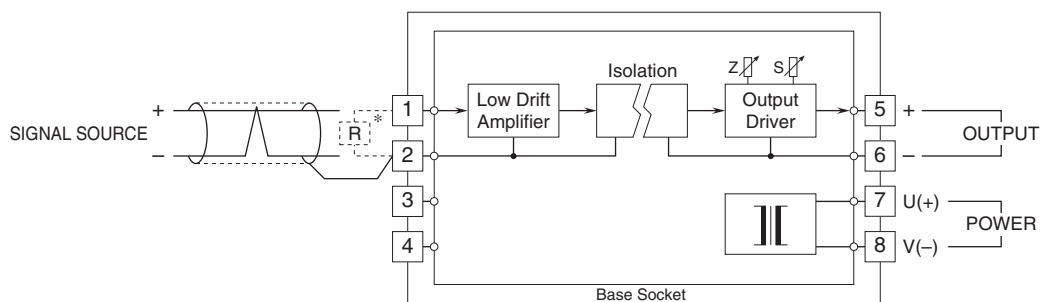 SIGNAL SOURCE
+
–
R
*
1
2
3
4
Low Drift
Amplifier
Isolation
Z
S
Output
Driver
5
6
7
8
+
–
OUTPUT
U(+)
V(–)
POWER
Base Socket